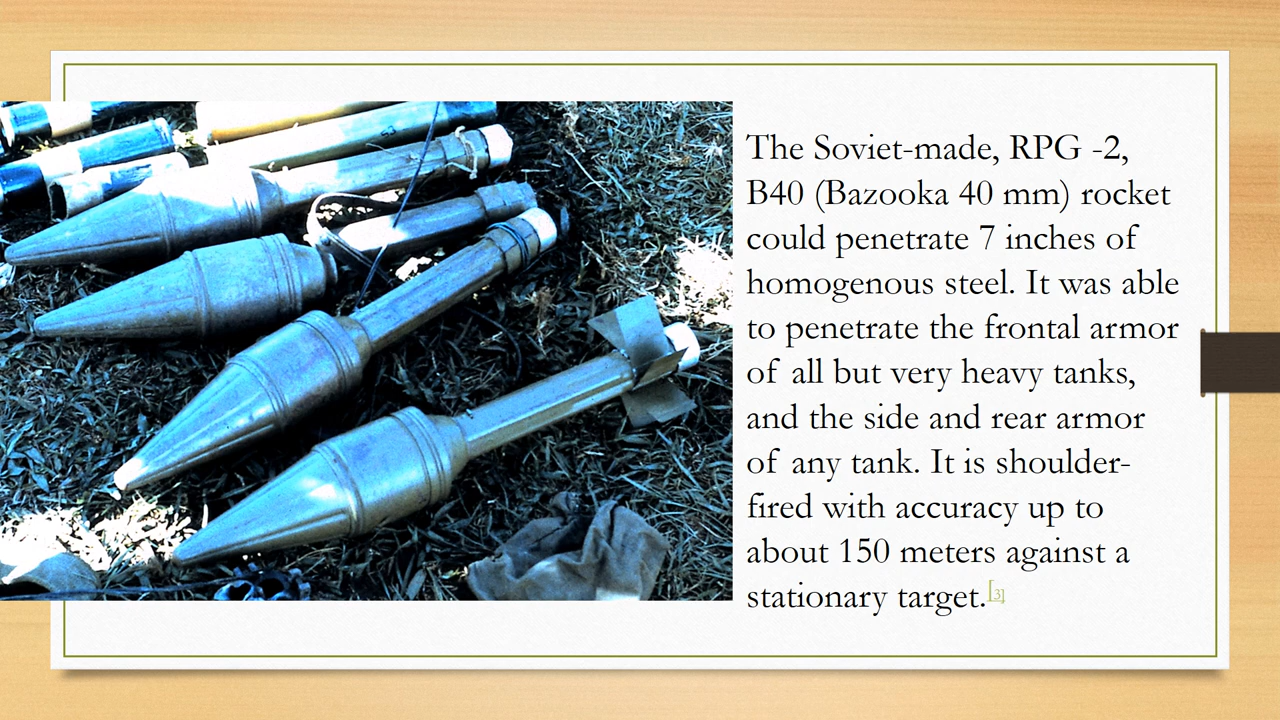 The Soviet-made, RPG -2,
B40 (Bazooka 40 mm) rocket
could penetrate 7 inches of
homogenous steel. It was able
to penetrate the frontal armor
of all but very heavy tanks,
and the side and rear armor
of any tank. It is shoulder-
fired with accuracy up to
about 150 meters against a
stationary target.[3]